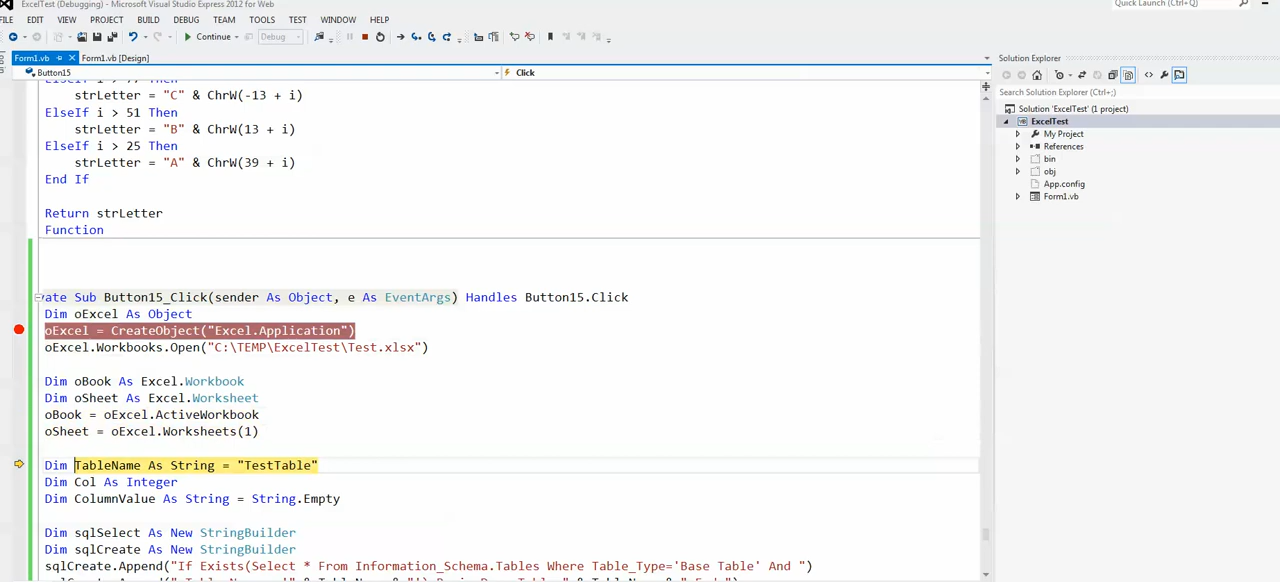 ExcelTest (Debugging) - Microsoft Visual Studio Express 2012 for Web
Quick Launch (Ctrl+Q)
FILE EDIT VIEW PROJECT BUILD DEBUG TEAM TOOLS TEST WINDOW HELP
Continue Debug
Form1.vb Form1.vb [Design]
Button15 Click
strLetter = "C" & ChrW(-13 + i)
ElseIf i > 51 Then
strLetter = "B" & ChrW(13 + i)
ElseIf i > 25 Then
strLetter = "A" & ChrW(39 + i)
End If
Return strLetter
Function
ate Sub Button15_Click(sender As Object, e As EventArgs) Handles Button15.Click
Dim oExcel As Object
oExcel = CreateObject("Excel.Application")
oExcel.Workbooks.Open("C:\TEMP\ExcelTest\Test.xlsx")
Dim oBook As Excel.Workbook
Dim oSheet As Excel.Worksheet
oBook = oExcel.ActiveWorkbook
oSheet = oExcel.Worksheets(1)
Dim TableName As String = "TestTable"
Dim Col As Integer
Dim ColumnValue As String = String.Empty
Dim sqlSelect As New StringBuilder
Dim sqlCreate As New StringBuilder
sqlCreate.Append("If Exists(Select * From Information_Schema.Tables Where Table_Type='Base Table' And ")
Solution Explorer
Search Solution Explorer (Ctrl+;)
Solution 'ExcelTest' (1 project)
ExcelTest
My Project
References
bin
obj
App.config
Form1.vb